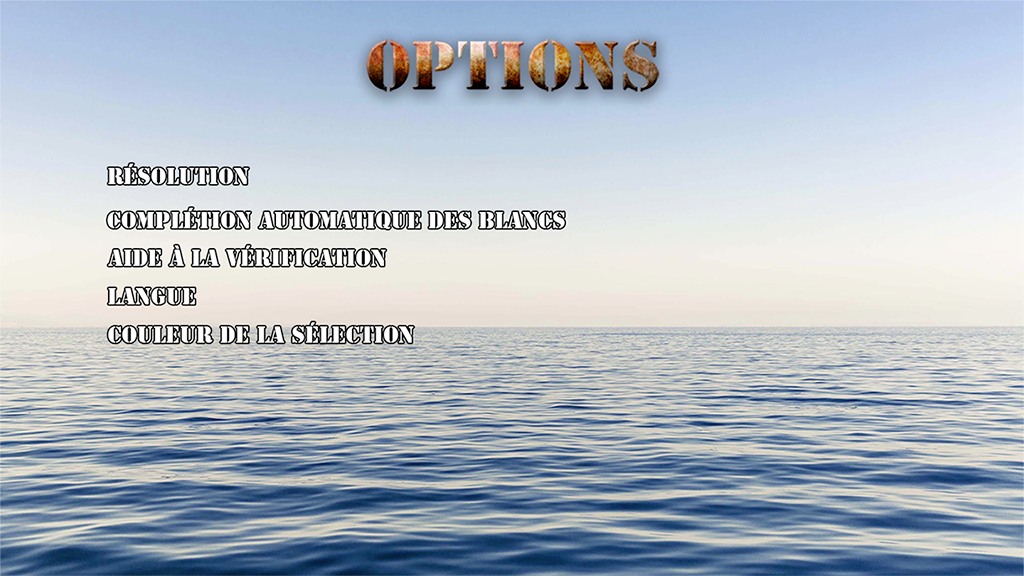 OPTIONS
RÉSOLUTION
COMPLÉTION AUTOMATIQUE DES BLANCS
AIDE À LA VÉRIFICATION
LANGUE
COULEUR DE LA SÉLECTION